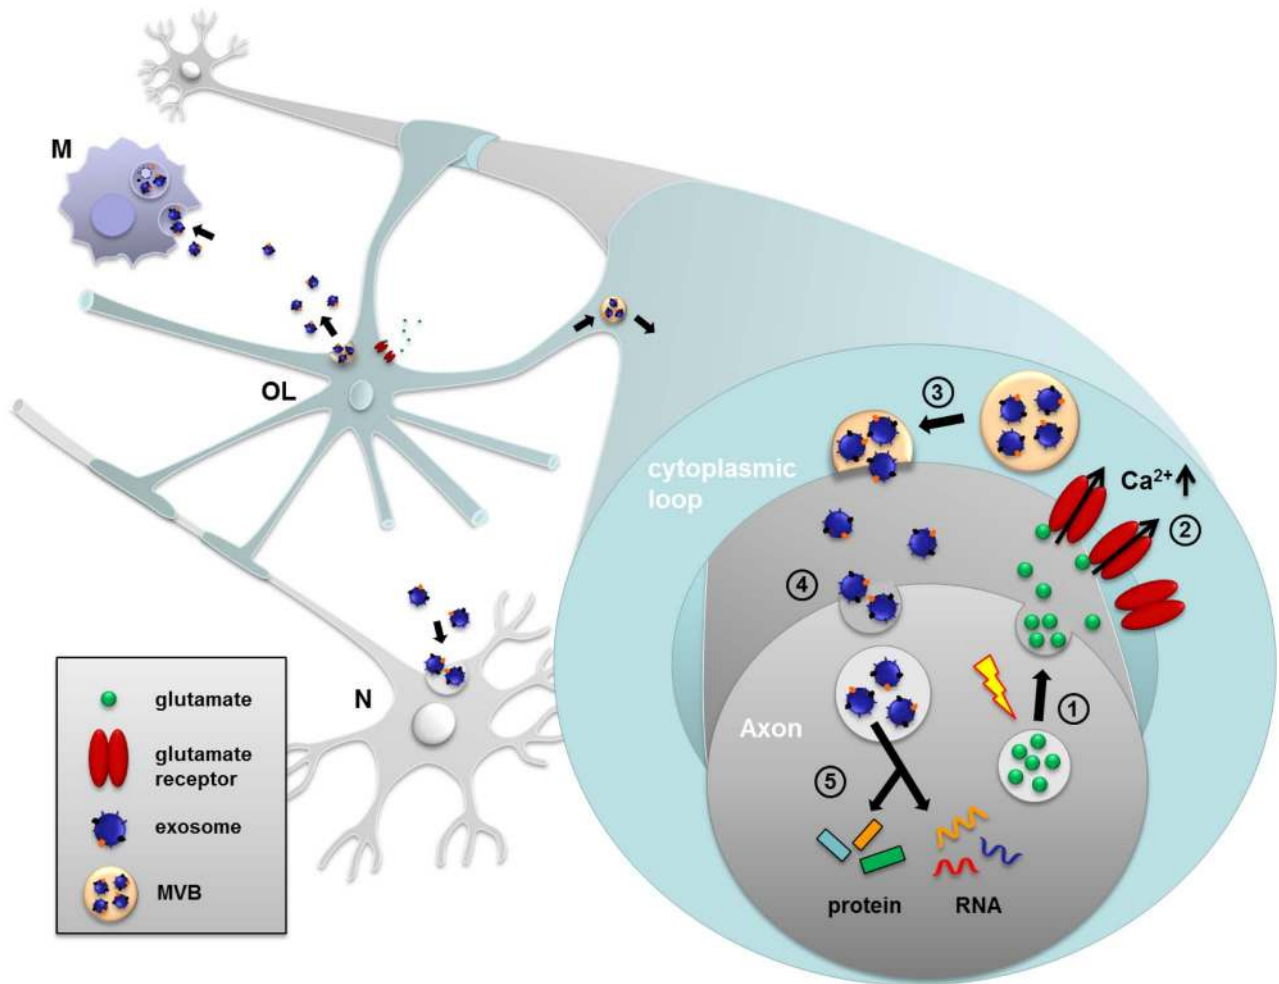 M
OL
N
cytoplasmic
loop
③
Ca²⁺
②
④
①
Axon
⑤
protein
RNA
glutamate
glutamate
receptor
exosome
MVB